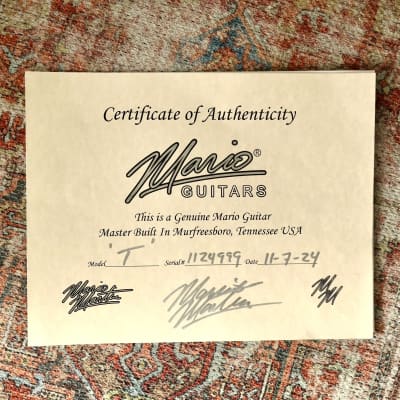 Certificate of Authenticity
Mario®
GUITARS
This is a Genuine Mario Guitar
Master Built In Murfreesboro, Tennessee USA
Model "T" Serial# 1124999 Date 11-7-24